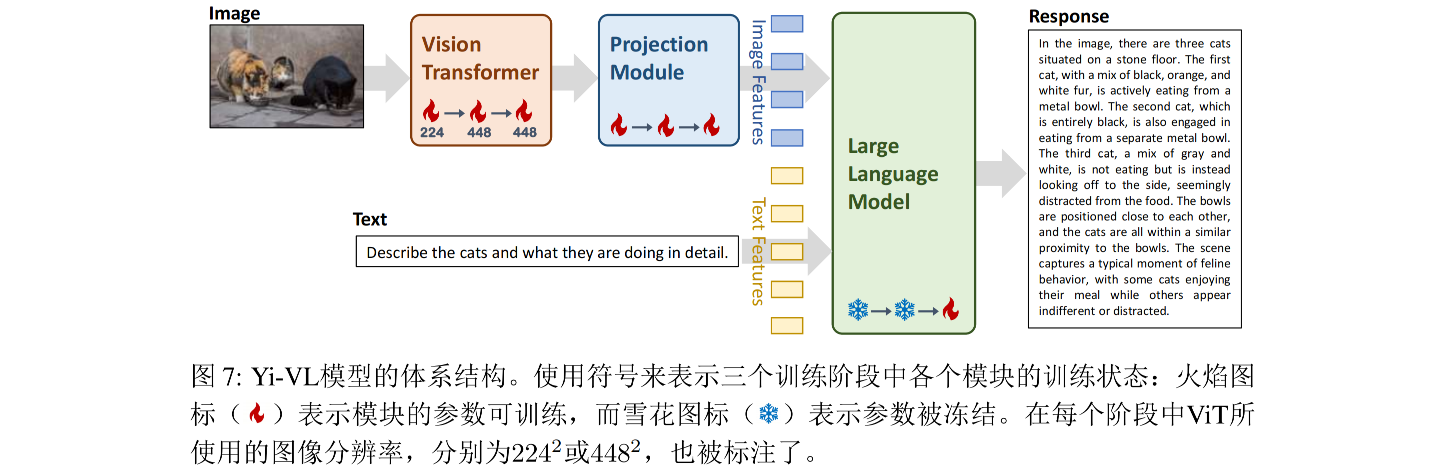 Image
Vision
Transformer
224
448
448
Projection
Module
Image Features
Text Features
Text
Describe the cats and what they are doing in detail.
Large
Language
Model
Response
In the image, there are three cats
situated on a stone floor. The first
cat, with a mix of black, orange, and
white fur, is actively eating from a
metal bowl. The second cat, which
is entirely black, is also engaged in
eating from a separate metal bowl.
The third cat, a mix of gray and
white, is not eating but is instead
looking off to the side, seemingly
distracted from the food. The bowls
are positioned close to each other,
and the cats are all within a similar
proximity to the bowls. The scene
captures a typical moment of feline
behavior, with some cats enjoying
their meal while others appear
indifferent or distracted.
图 7: Yi-VL模型的体系结构。使用符号来表示三个训练阶段中各个模块的训练状态：火焰图
标（）表示模块的参数可训练，而雪花图标（）表示参数被冻结。在每个阶段中ViT所
使用的图像分辨率，分别为224²或448²，也被标注了。